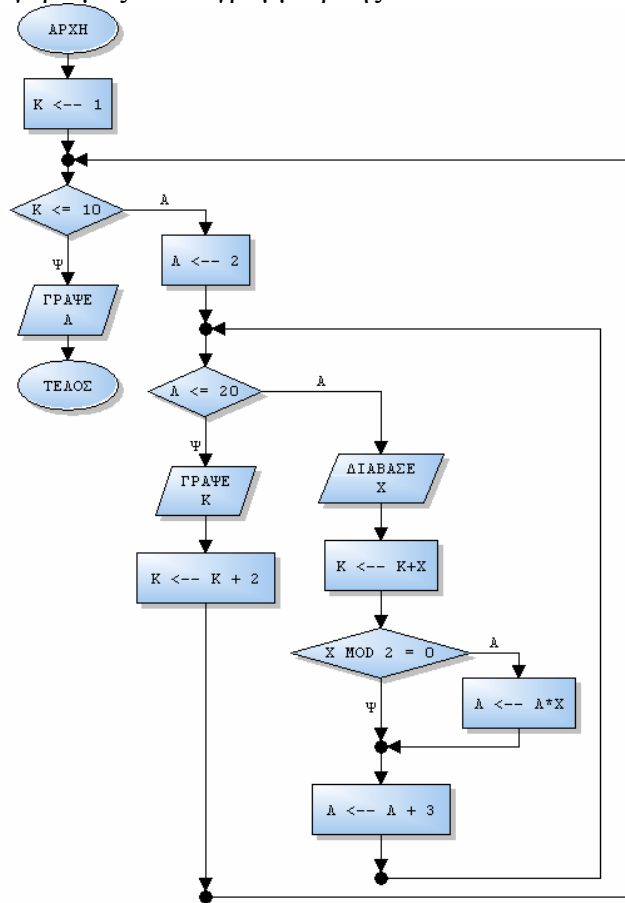 ΑΡΧΗ
K <-- 1
K <= 10
Α
Ψ
A <-- 2
ΓΡΑΨΕ
A
ΤΕΛΟΣ
A <= 20
Α
Ψ
ΓΡΑΨΕ
K
ΔΙΑΒΑΣΕ
X
K <-- K + 2
K <-- K+X
X MOD 2 = 0
Α
Ψ
A <-- A*X
A <-- A + 3